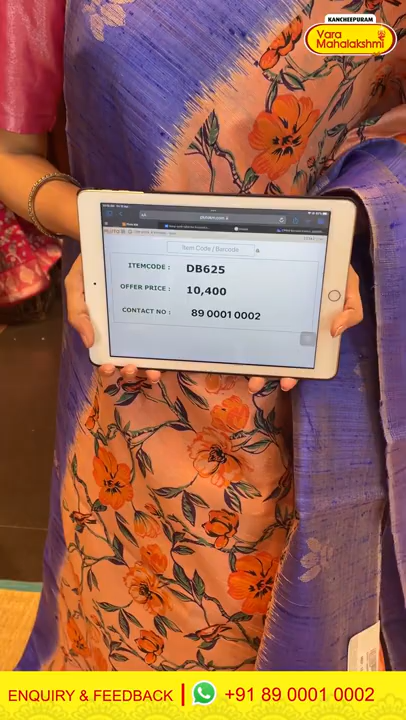 KANCHEEPURAM
Vara
Mahalakshmi
Item Code / Barcode
ITEMCODE : DB625
OFFER PRICE : 10,400
CONTACT NO : 89 0001 0002
ENQUIRY & FEEDBACK | +91 89 0001 0002